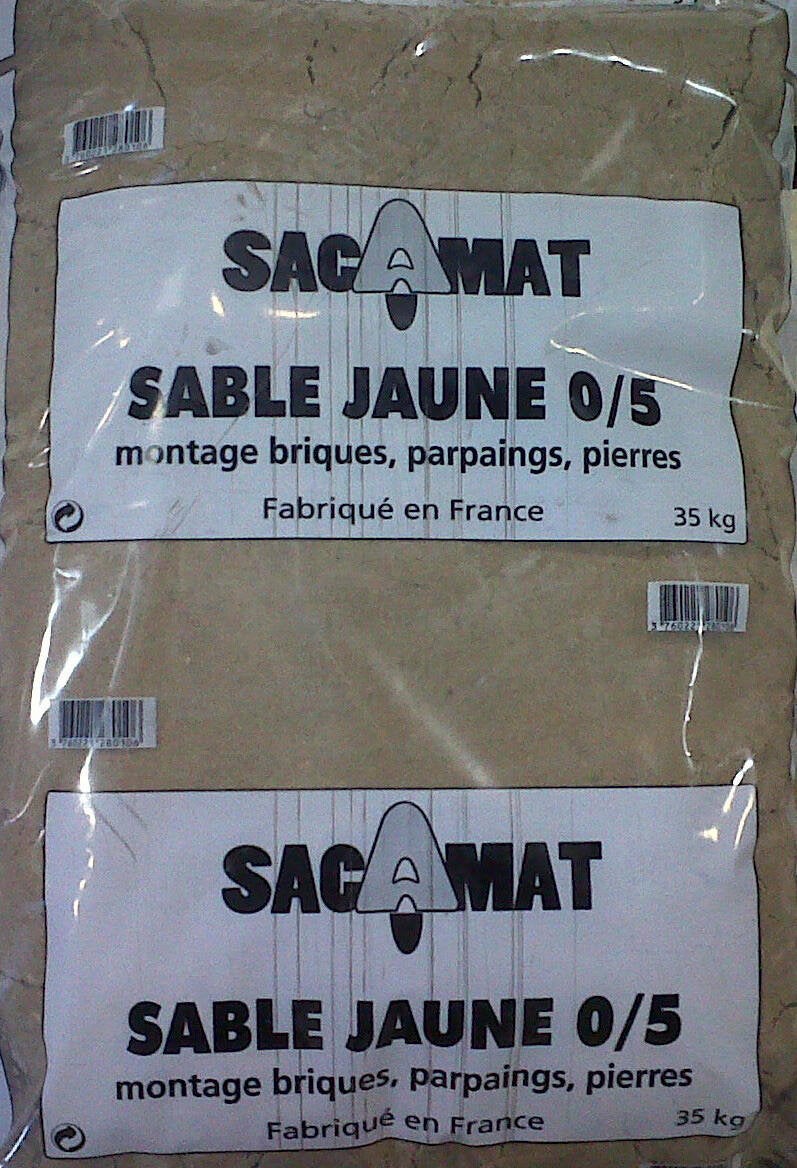 SACAMAT
SABLE JAUNE 0/5
montage briques, parpaings, pierres
Fabriqué en France
35 kg
SACAMAT
SABLE JAUNE 0/5
montage briques, parpaings, pierres
Fabriqué en France
35 kg